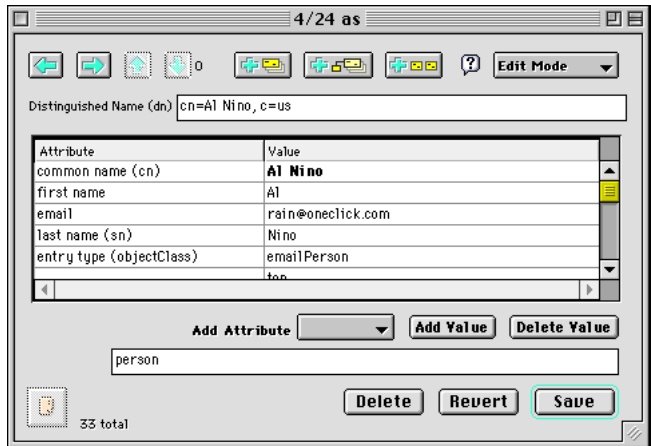 4/24 as
0 ? Edit Mode
Distinguished Name (dn) cn=Al Nino, c=us
Attribute Value
common name (cn) Al Nino
first name Al
email rain@oneclick.com
last name (sn) Nino
entry type (objectClass) emailPerson
top
Add Attribute Add Value Delete Value
person
Delete Revert Save
33 total